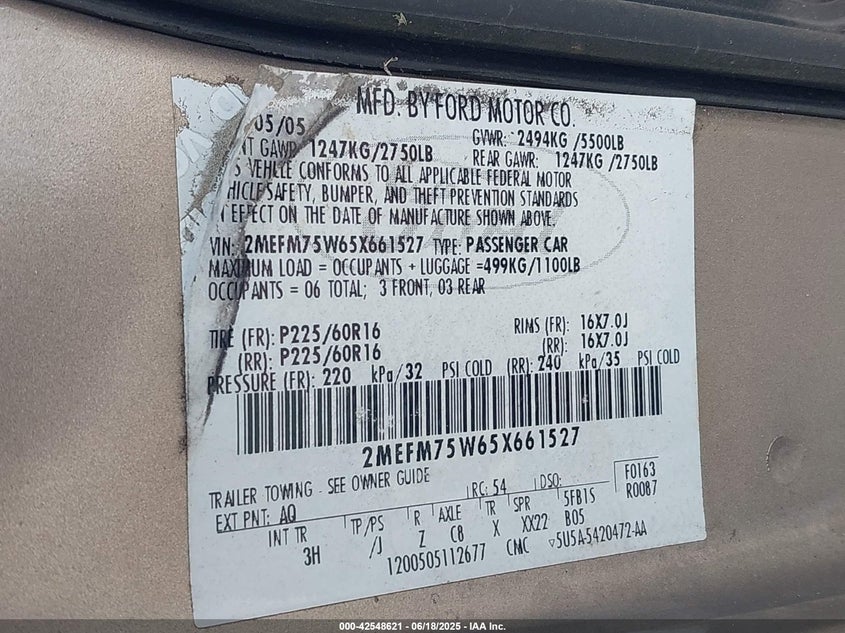 MFD. BY FORD MOTOR CO.
05/05
GVWR: 2494KG /5500LB
NT GAWR 1247KG/2750LB
REAR GAWR: 1247KG /2750LB
S VEHICLE CONFORMS TO ALL APPLICABLE FEDERAL MOTOR
HICLE SAFETY, BUMPER, AND THEFT PREVENTION STANDARDS
N EFFECT ON THE DATE OF MANUFACTURE SHOWN ABOVE.
VIN: 2MEFM75W65X661527 TYPE: PASSENGER CAR
MAXIMUM LOAD = OCCUPANTS + LUGGAGE =499KG/1100LB
OCCUPANTS = 06 TOTAL; 3 FRONT, 03 REAR
TIRE (FR): P225/60R16
RIMS (FR): 16X7.0J
(RR): P225/60R16
(RR): 16X7.0J
PRESSURE (FR): 220 kPa/32 PSI COLD (RR): 240 kPa/35 PSI COLD
2MEFM75W65X661527
TRAILER TOWING - SEE OWNER GUIDE
RC: 54 DSO:
F0163
R0087
EXT PNT: AQ
INT TR TP/PS R AXLE TR SPR 5FB1S
3H /J Z C8 X XX22 B05
1200505112677 CMC 5U5A-5420472-AA
000-42548621 / 06/18/2025 - IAA Inc.